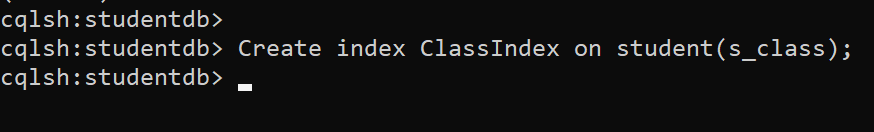 cqlsh:studentdb>
cqlsh:studentdb> Create index ClassIndex on student(s_class);
cqlsh:studentdb>